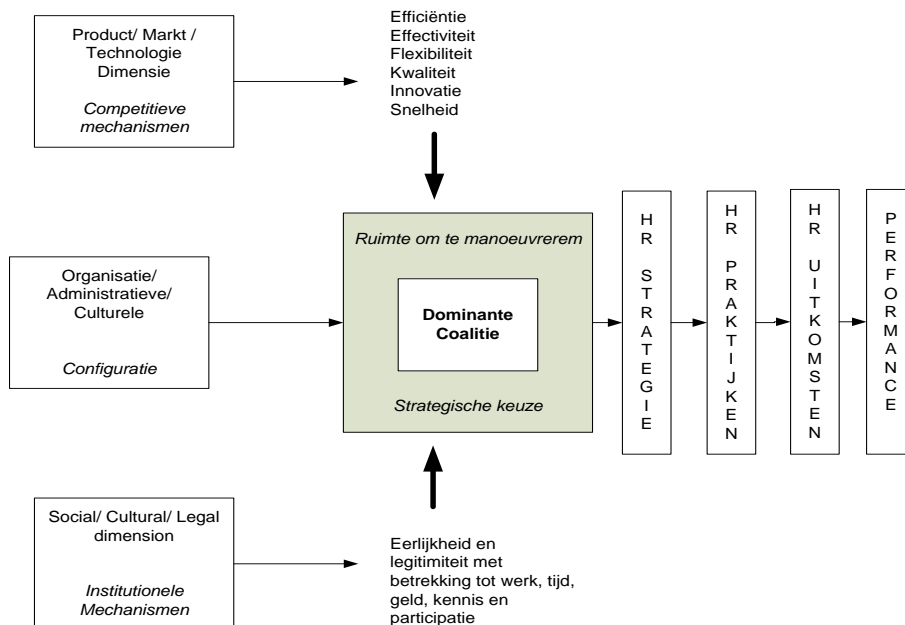 Product/ Markt /
Technologie
Dimensie
Competitieve
mechanismen
Efficiëntie
Effectiviteit
Flexibiliteit
Kwaliteit
Innovatie
Snelheid
Organisatie/
Administratieve/
Culturele
Configuratie
Ruimte om te manoeuvrerem
Dominante
Coalitie
Strategische keuze
HR STRATEGIE
HR PRAKTIJKEN
HR UITKOMSTEN
PERFORMANCE
Social/ Cultural/ Legal
dimension
Institutionele
Mechanismen
Eerlijkheid en
legitimiteit met
betrekking tot werk, tijd,
geld, kennis en
participatie